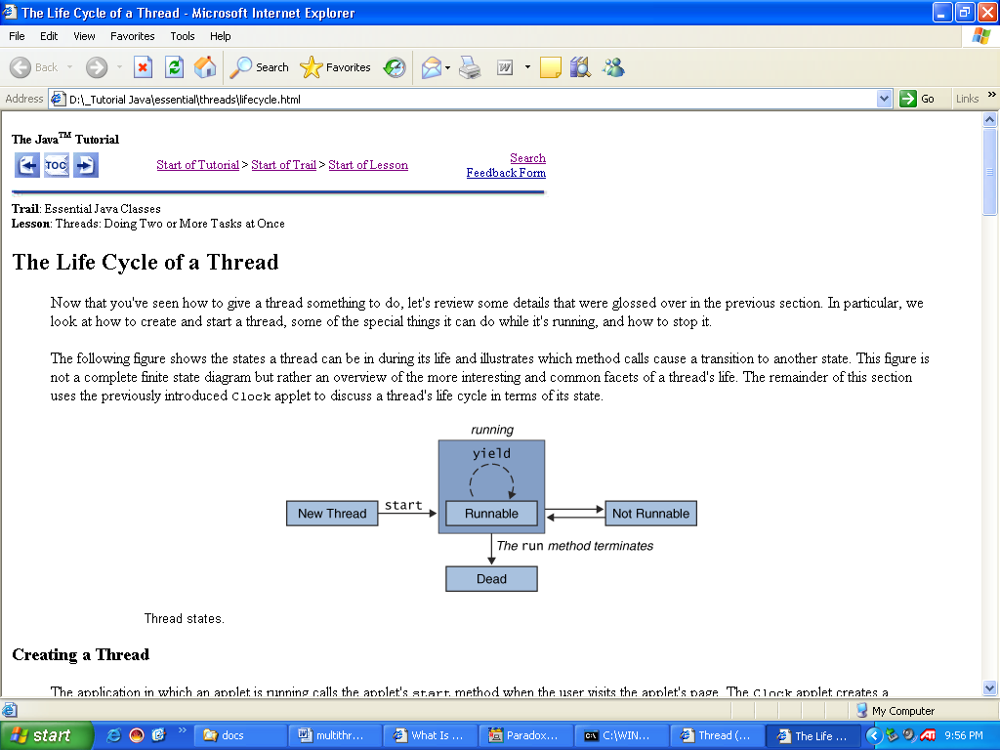 The Life Cycle of a Thread - Microsoft Internet Explorer
File Edit View Favorites Tools Help
Back Search Favorites
Address D:\_Tutorial Java\essential\threads\lifecycle.html Go Links »
The Java™ Tutorial
TOC Start of Tutorial > Start of Trail > Start of Lesson
Search
Feedback Form
Trail: Essential Java Classes
Lesson: Threads: Doing Two or More Tasks at Once
The Life Cycle of a Thread
Now that you've seen how to give a thread something to do, let's review some details that were glossed over in the previous section. In particular, we
look at how to create and start a thread, some of the special things it can do while it's running, and how to stop it.
The following figure shows the states a thread can be in during its life and illustrates which method calls cause a transition to another state. This figure is
not a complete finite state diagram but rather an overview of the more interesting and common facets of a thread's life. The remainder of this section
uses the previously introduced Clock applet to discuss a thread's life cycle in terms of its state.
running
yield
New Thread start Runnable Not Runnable
The run method terminates
Dead
Thread states.
Creating a Thread
The application in which an applet is running calls the applet's start method when the user visits the applet's page. The Clock applet creates a
My Computer
start » docs multithr... What Is ... Paradox... C:\WIN... Thread (... The Life ... 9:56 PM